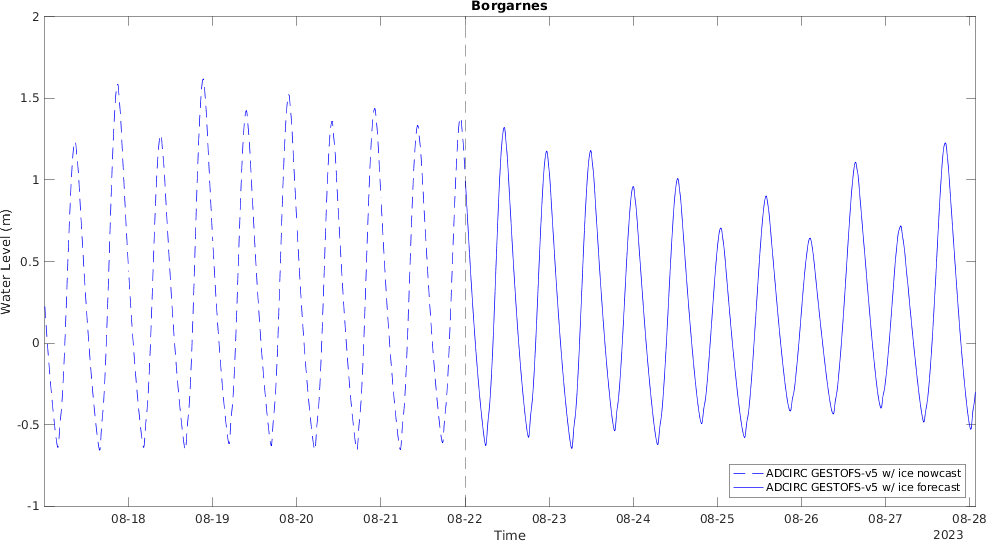 Borgarnes
2
1.5
1
0.5
0
-0.5
-1
Water Level (m)
08-18 08-19 08-20 08-21 08-22 08-23 08-24 08-25 08-26 08-27 08-28
Time
2023
ADCIRC GESTOFS-v5 w/ ice nowcast
ADCIRC GESTOFS-v5 w/ ice forecast